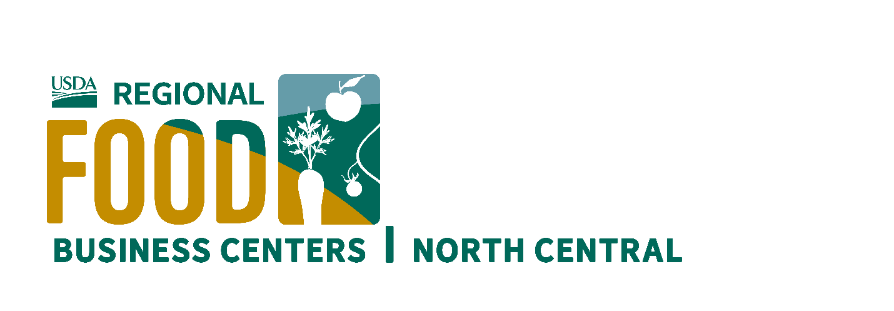 USDA
REGIONAL
FOOD
BUSINESS CENTERS | NORTH CENTRAL